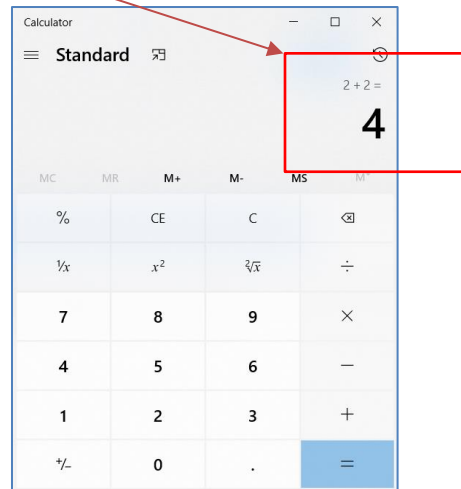 Calculator
Standard
2 + 2 =
4
MC MR M+ M- MS M˅
% CE C
⅟x x² ²√x ÷
7 8 9 ×
4 5 6 −
1 2 3 +
+/− 0 . =